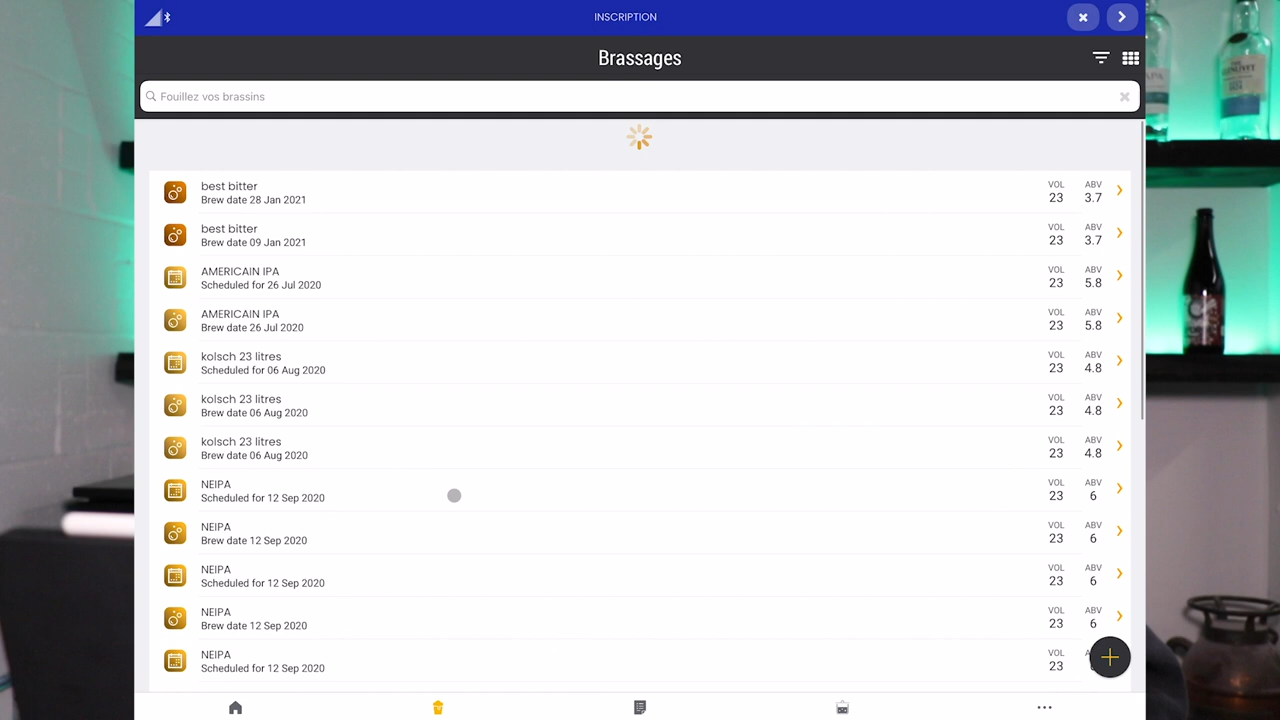 INSCRIPTION
Brassages
Fouillez vos brassins
best bitter
Brew date 28 Jan 2021
VOL ABV
23 3.7
best bitter
Brew date 09 Jan 2021
VOL ABV
23 3.7
AMERICAIN IPA
Scheduled for 26 Jul 2020
VOL ABV
23 5.8
AMERICAIN IPA
Brew date 26 Jul 2020
VOL ABV
23 5.8
kolsch 23 litres
Scheduled for 06 Aug 2020
VOL ABV
23 4.8
kolsch 23 litres
Brew date 06 Aug 2020
VOL ABV
23 4.8
kolsch 23 litres
Brew date 06 Aug 2020
VOL ABV
23 4.8
NEIPA
Scheduled for 12 Sep 2020
VOL ABV
23 6
NEIPA
Brew date 12 Sep 2020
VOL ABV
23 6
NEIPA
Scheduled for 12 Sep 2020
VOL ABV
23 6
NEIPA
Brew date 12 Sep 2020
VOL ABV
23 6
NEIPA
Scheduled for 12 Sep 2020
VOL
23